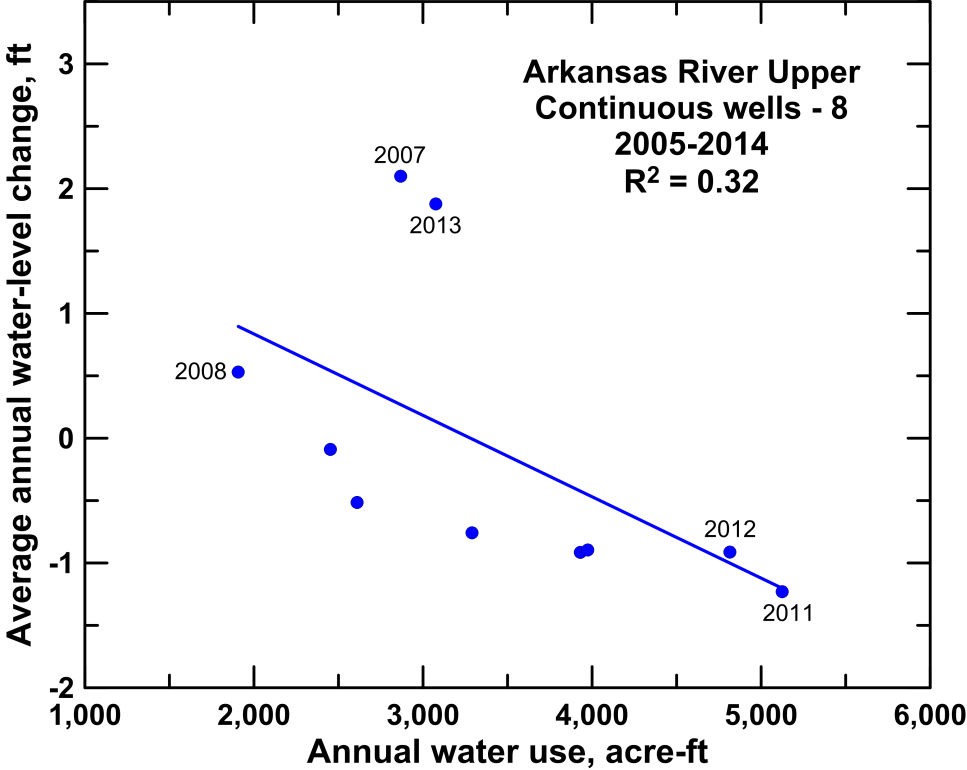 Average annual water-level change, ft
3
2
1
0
-1
-2
Arkansas River Upper
Continuous wells - 8
2005-2014
R² = 0.32
2007
2013
2008
2012
2011
1,000 2,000 3,000 4,000 5,000 6,000
Annual water use, acre-ft